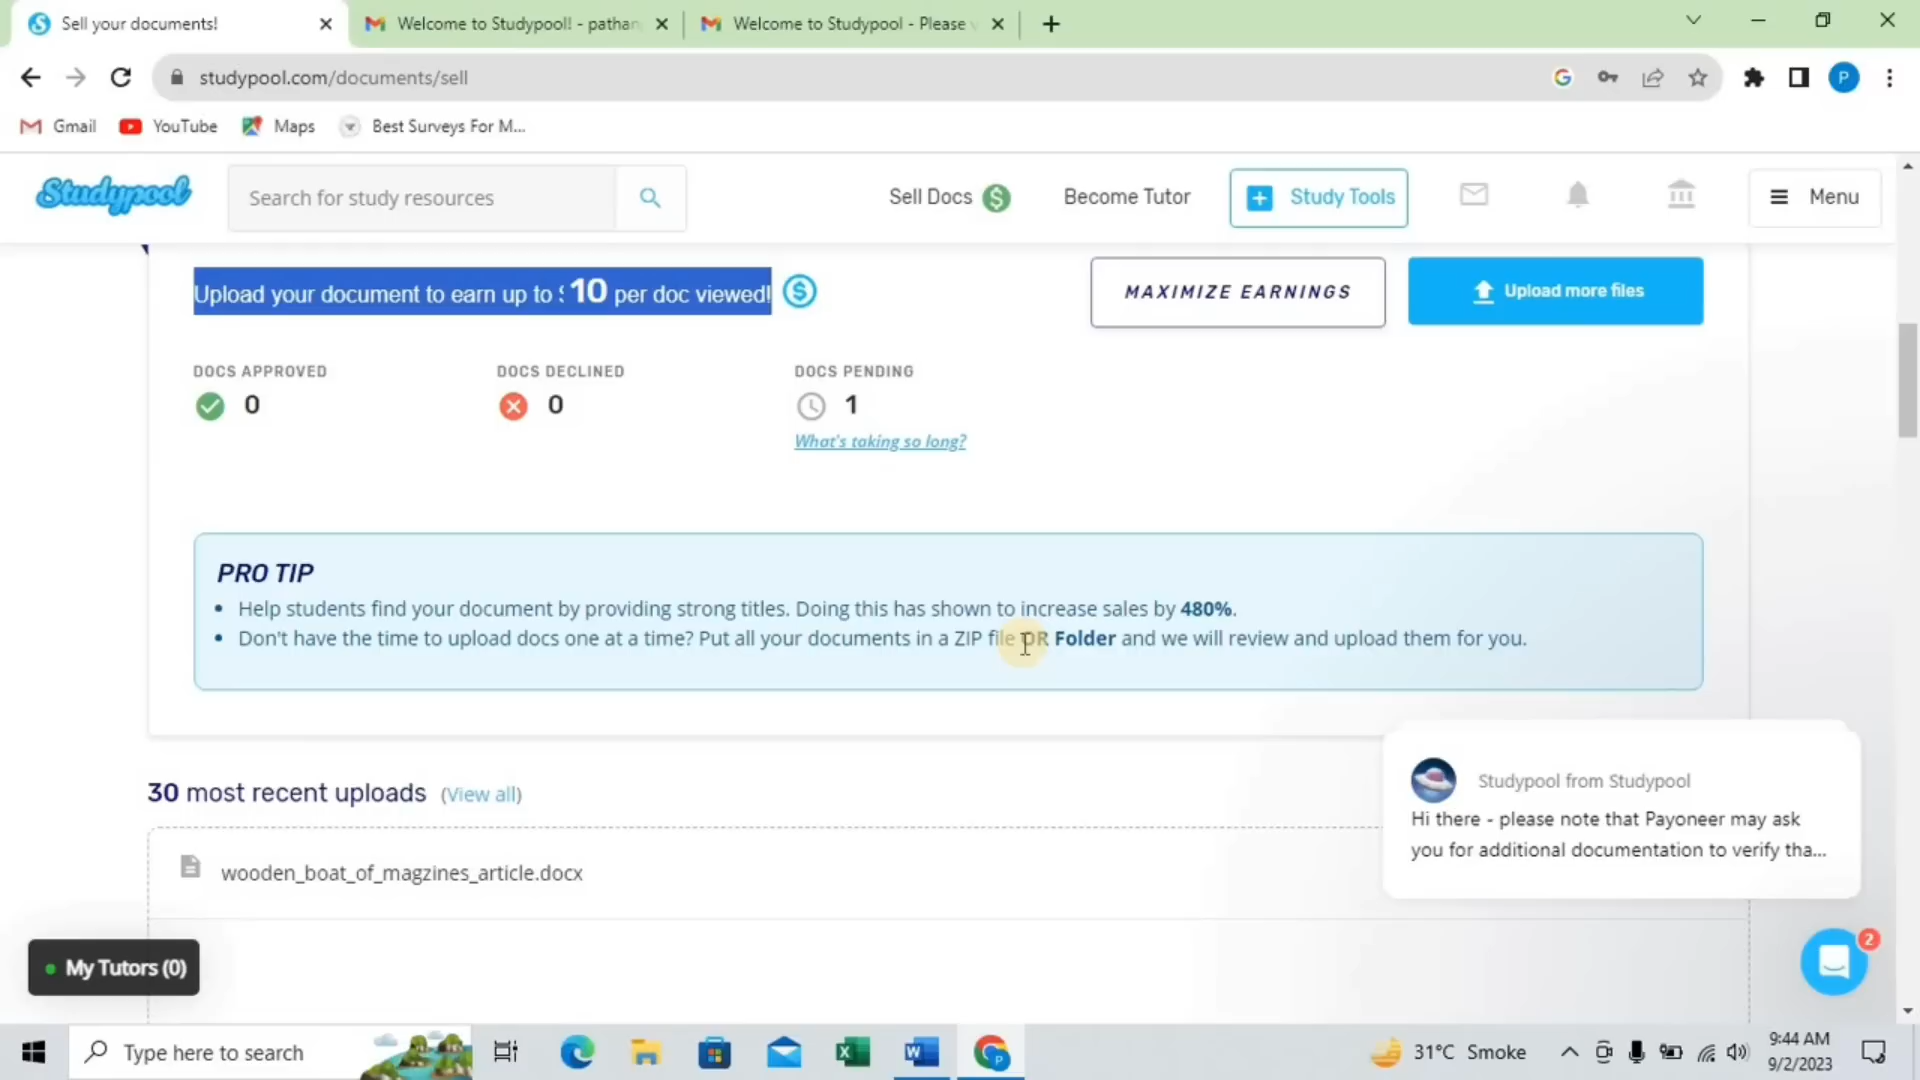 Sell your documents!
Welcome to Studypool! - pathan
Welcome to Studypool - Please v
studypool.com/documents/sell
P
Gmail
YouTube
Maps
Best Surveys For M...
Studypool
Search for study resources
Sell Docs $
Become Tutor
Study Tools
Menu
Upload your document to earn up to $ 10 per doc viewed! $
MAXIMIZE EARNINGS
Upload more files
DOCS APPROVED
0
DOCS DECLINED
0
DOCS PENDING
1
What's taking so long?
PRO TIP
• Help students find your document by providing strong titles. Doing this has shown to increase sales by 480%.
• Don't have the time to upload docs one at a time? Put all your documents in a ZIP file OR Folder and we will review and upload them for you.
30 most recent uploads (View all)
wooden_boat_of_magzines_article.docx
Studypool from Studypool
Hi there - please note that Payoneer may ask
you for additional documentation to verify tha...
2
My Tutors (0)
Type here to search
31°C Smoke
9:44 AM
9/2/2023